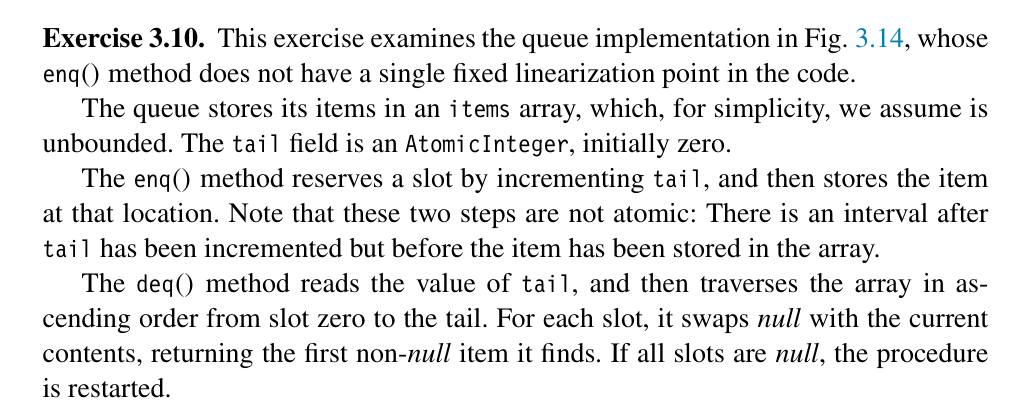 Exercise 3.10. This exercise examines the queue implementation in Fig. 3.14, whose
enq() method does not have a single fixed linearization point in the code.
The queue stores its items in an items array, which, for simplicity, we assume is
unbounded. The tail field is an AtomicInteger, initially zero.
The enq() method reserves a slot by incrementing tail, and then stores the item
at that location. Note that these two steps are not atomic: There is an interval after
tail has been incremented but before the item has been stored in the array.
The deq() method reads the value of tail, and then traverses the array in as-
cending order from slot zero to the tail. For each slot, it swaps null with the current
contents, returning the first non-null item it finds. If all slots are null, the procedure
is restarted.